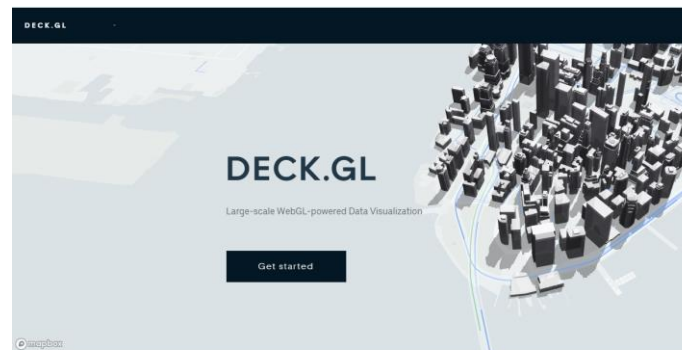 DECK.GL
DECK.GL
Large-scale WebGL-powered Data Visualization
Get started
mapbox